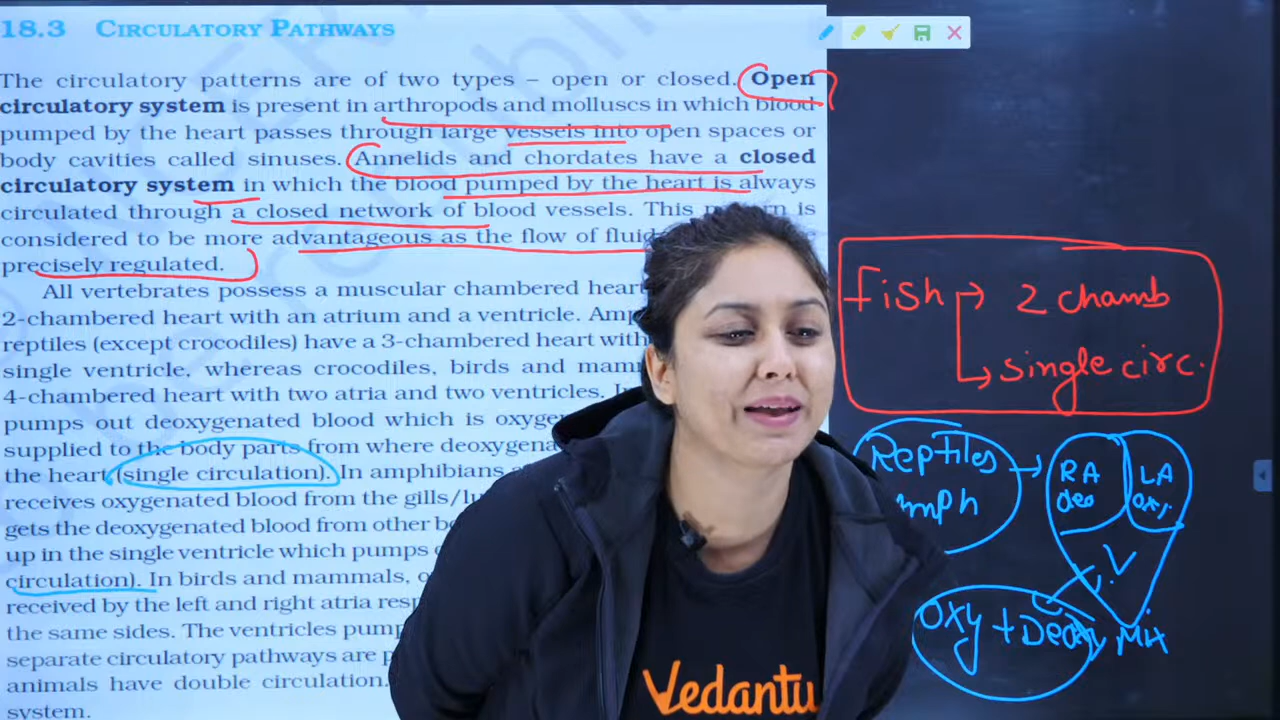 18.3 CIRCULATORY PATHWAYS
The circulatory patterns are of two types – open or closed. Open
circulatory system is present in arthropods and molluscs in which blood
pumped by the heart passes through large vessels into open spaces or
body cavities called sinuses. Annelids and chordates have a closed
circulatory system in which the blood pumped by the heart is always
circulated through a closed network of blood vessels. This is
considered to be more advantageous as the flow of
precisely regulated.
All vertebrates possess a muscular chambered
2-chambered heart with an atrium and a ventricle.
reptiles (except crocodiles) have a 3-chambered heart
single ventricle, whereas crocodiles, birds and
4-chambered heart with two atria and two ventricles.
pumps out deoxygenated blood which is
supplied to the body parts from where
the heart (single circulation). In amphibians
receives oxygenated blood from the
gets the deoxygenated blood from other
up in the single ventricle which pumps
circulation). In birds and mammals,
received by the left and right atria
the same sides. The ventricles
separate circulatory pathways are
animals have double circulation.
system.
fish → 2 chamb
→ single circ.
Reptiles → RA LA
mph deo oxy
V
Oxy + Mix
Vedantu